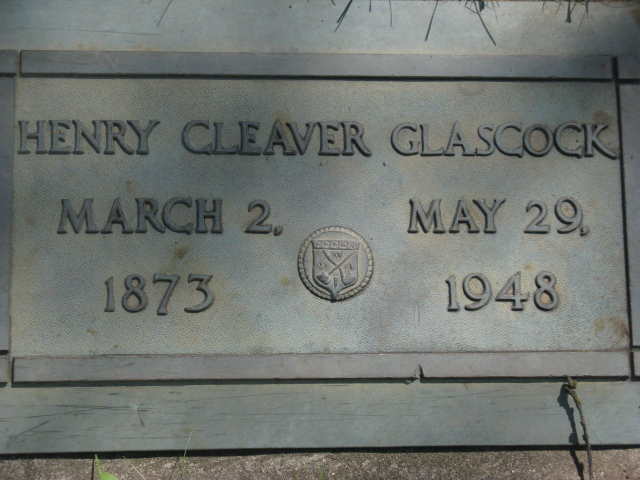 HENRY CLEAVER GLASCOCK
MARCH 2, MAY 29,
1873 1948